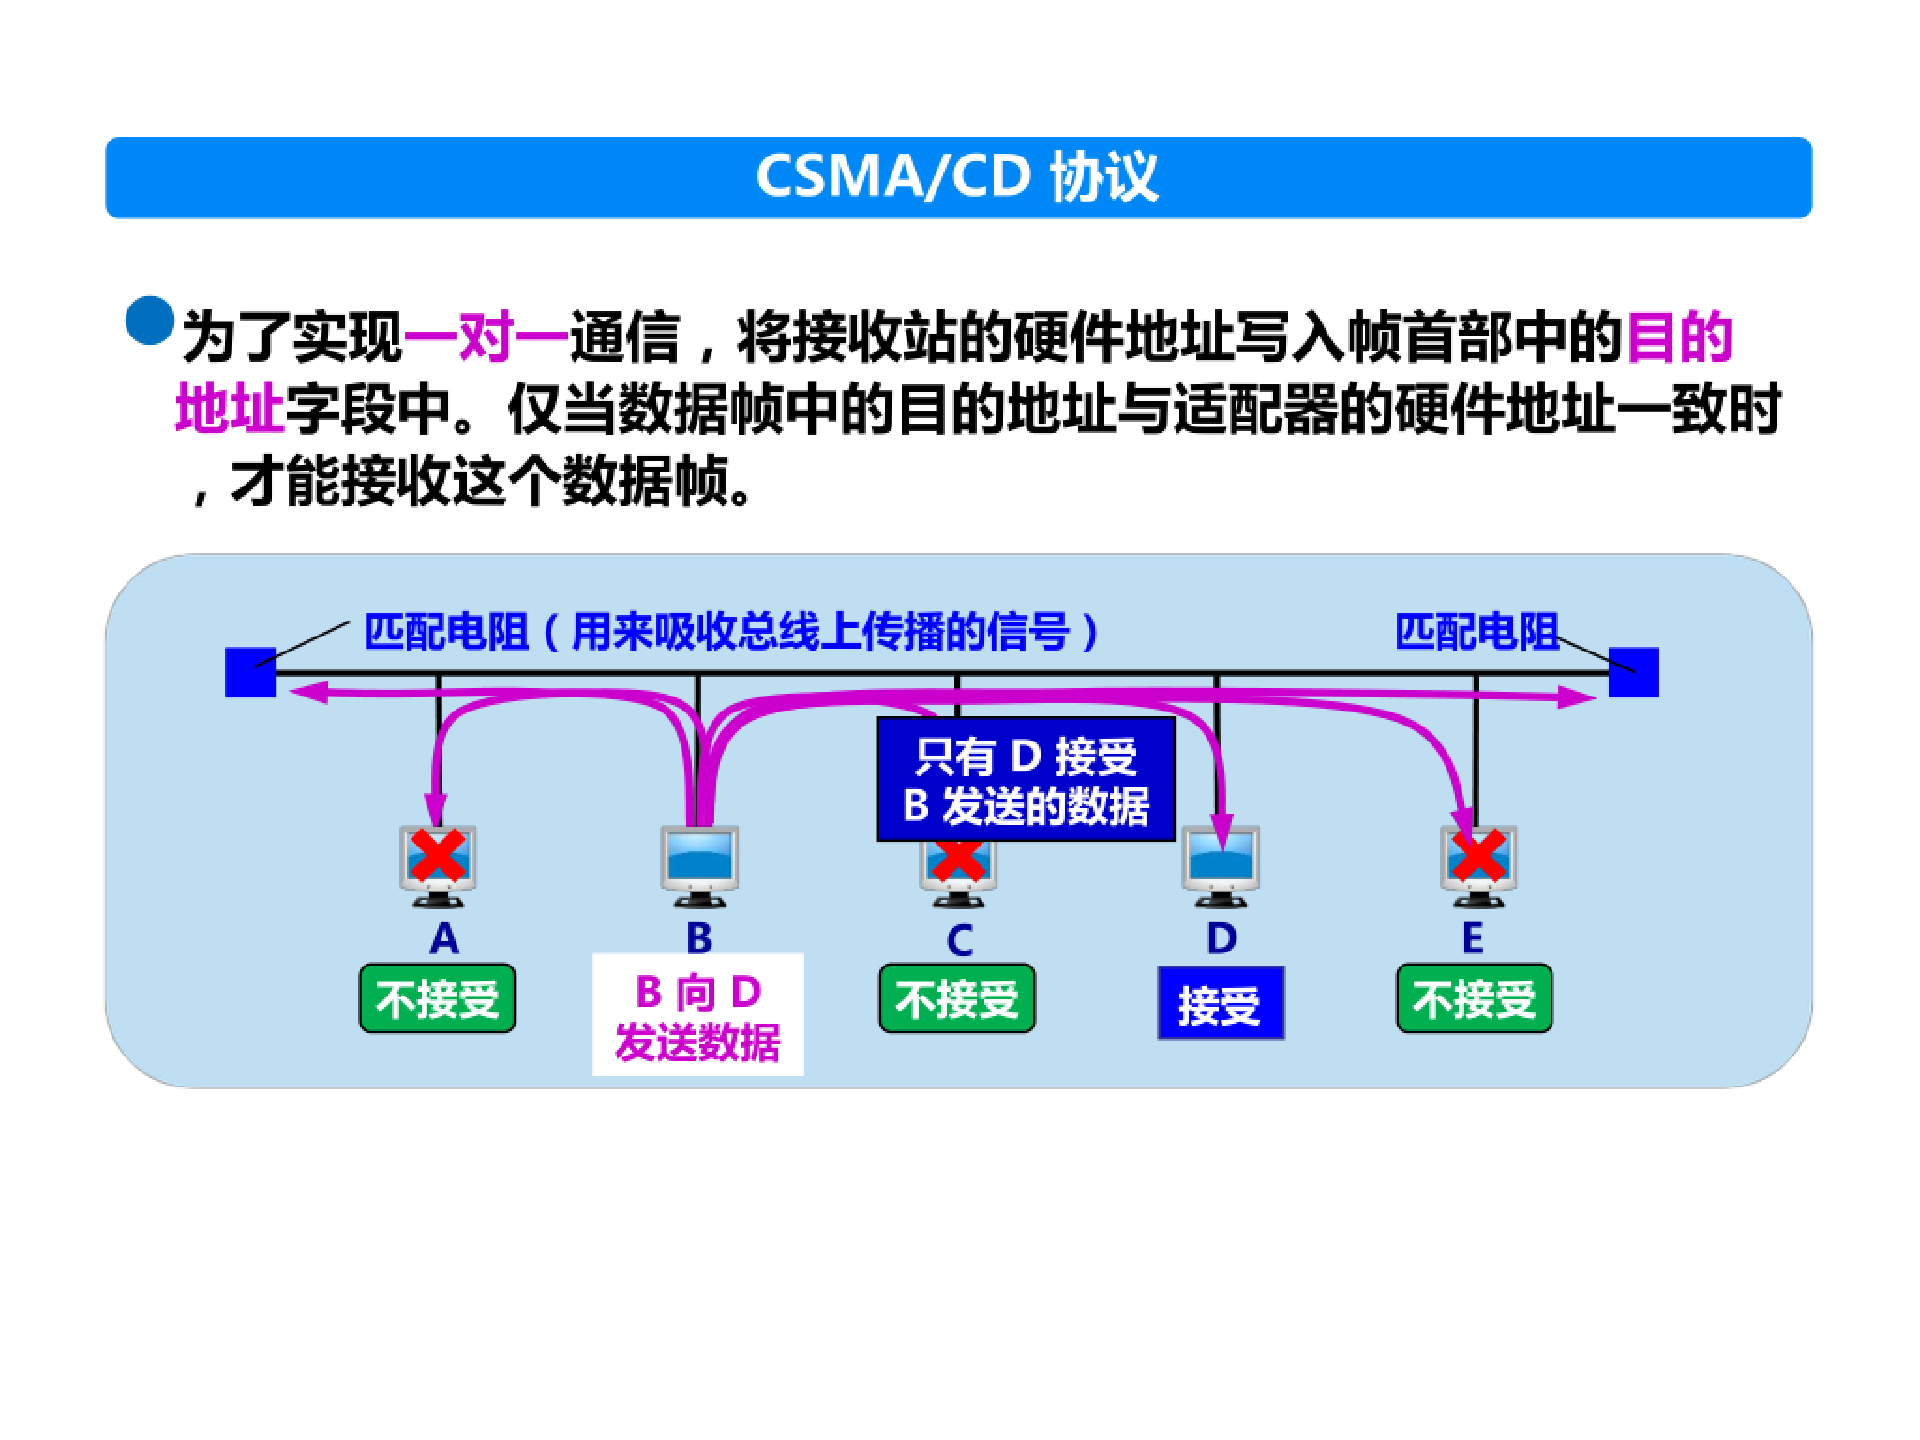 CSMA/CD 协议
为了实现一对一通信，将接收站的硬件地址写入帧首部中的目的
地址字段中。仅当数据帧中的目的地址与适配器的硬件地址一致时
，才能接收这个数据帧。
匹配电阻（用来吸收总线上传播的信号）
匹配电阻
只有 D 接受
B 发送的数据
A
B
C
D
E
不接受
B 向 D
发送数据
不接受
接受
不接受